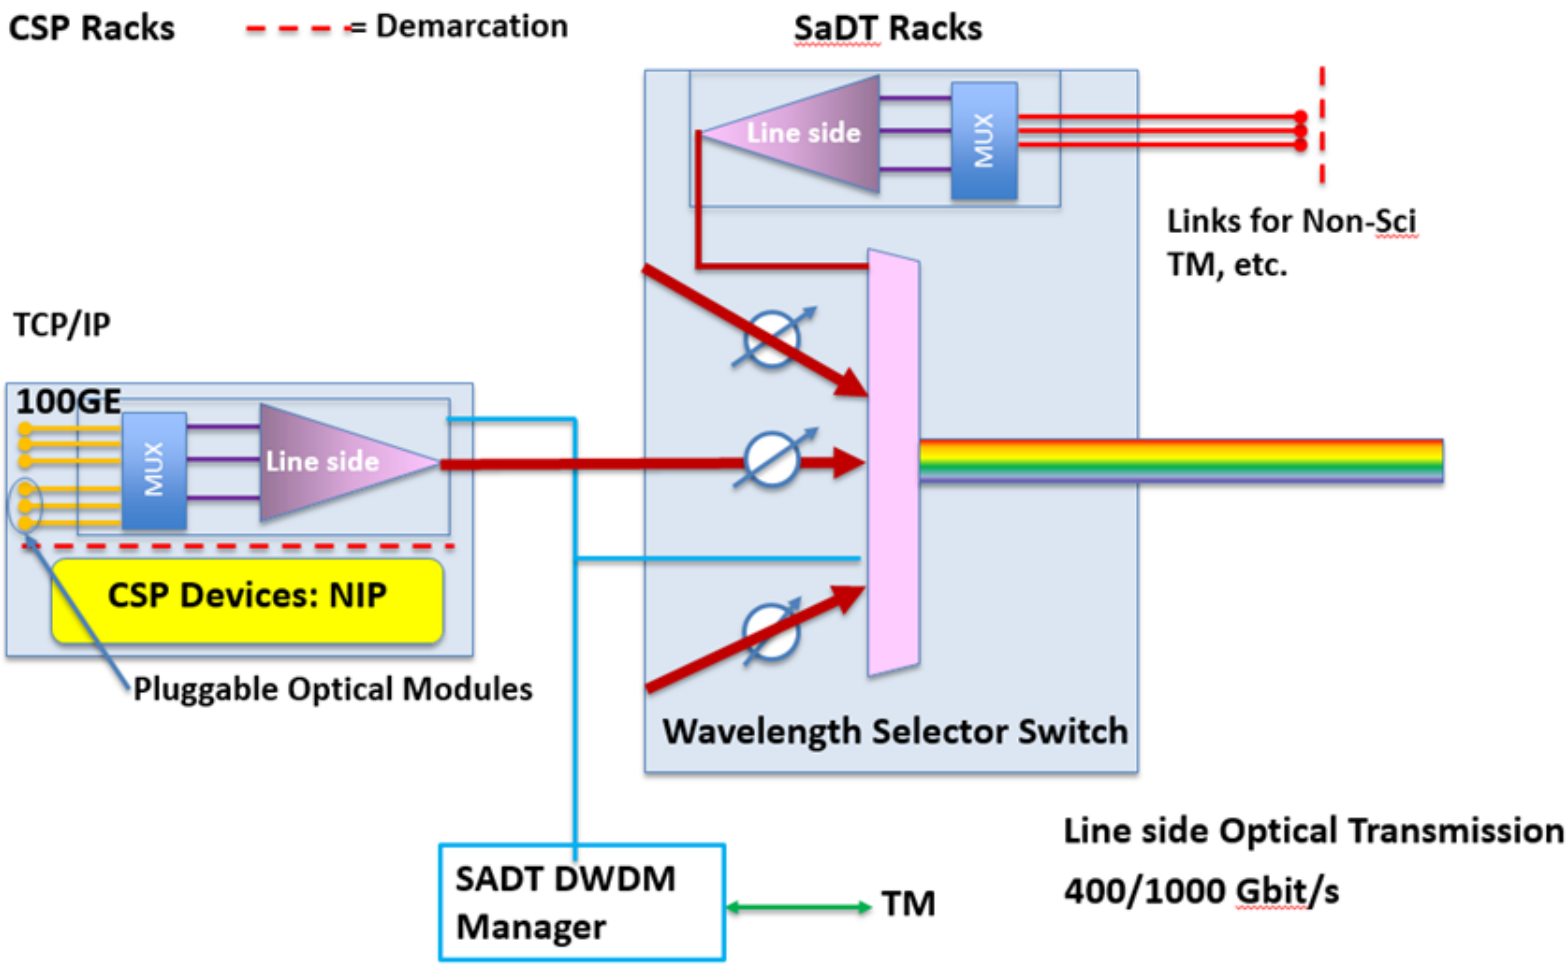 CSP Racks
= Demarcation
SaDT Racks
Line side
MUX
Links for Non-Sci
TM, etc.
TCP/IP
100GE
MUX
Line side
CSP Devices: NIP
Pluggable Optical Modules
Wavelength Selector Switch
Line side Optical Transmission
400/1000 Gbit/s
SADT DWDM
Manager
TM